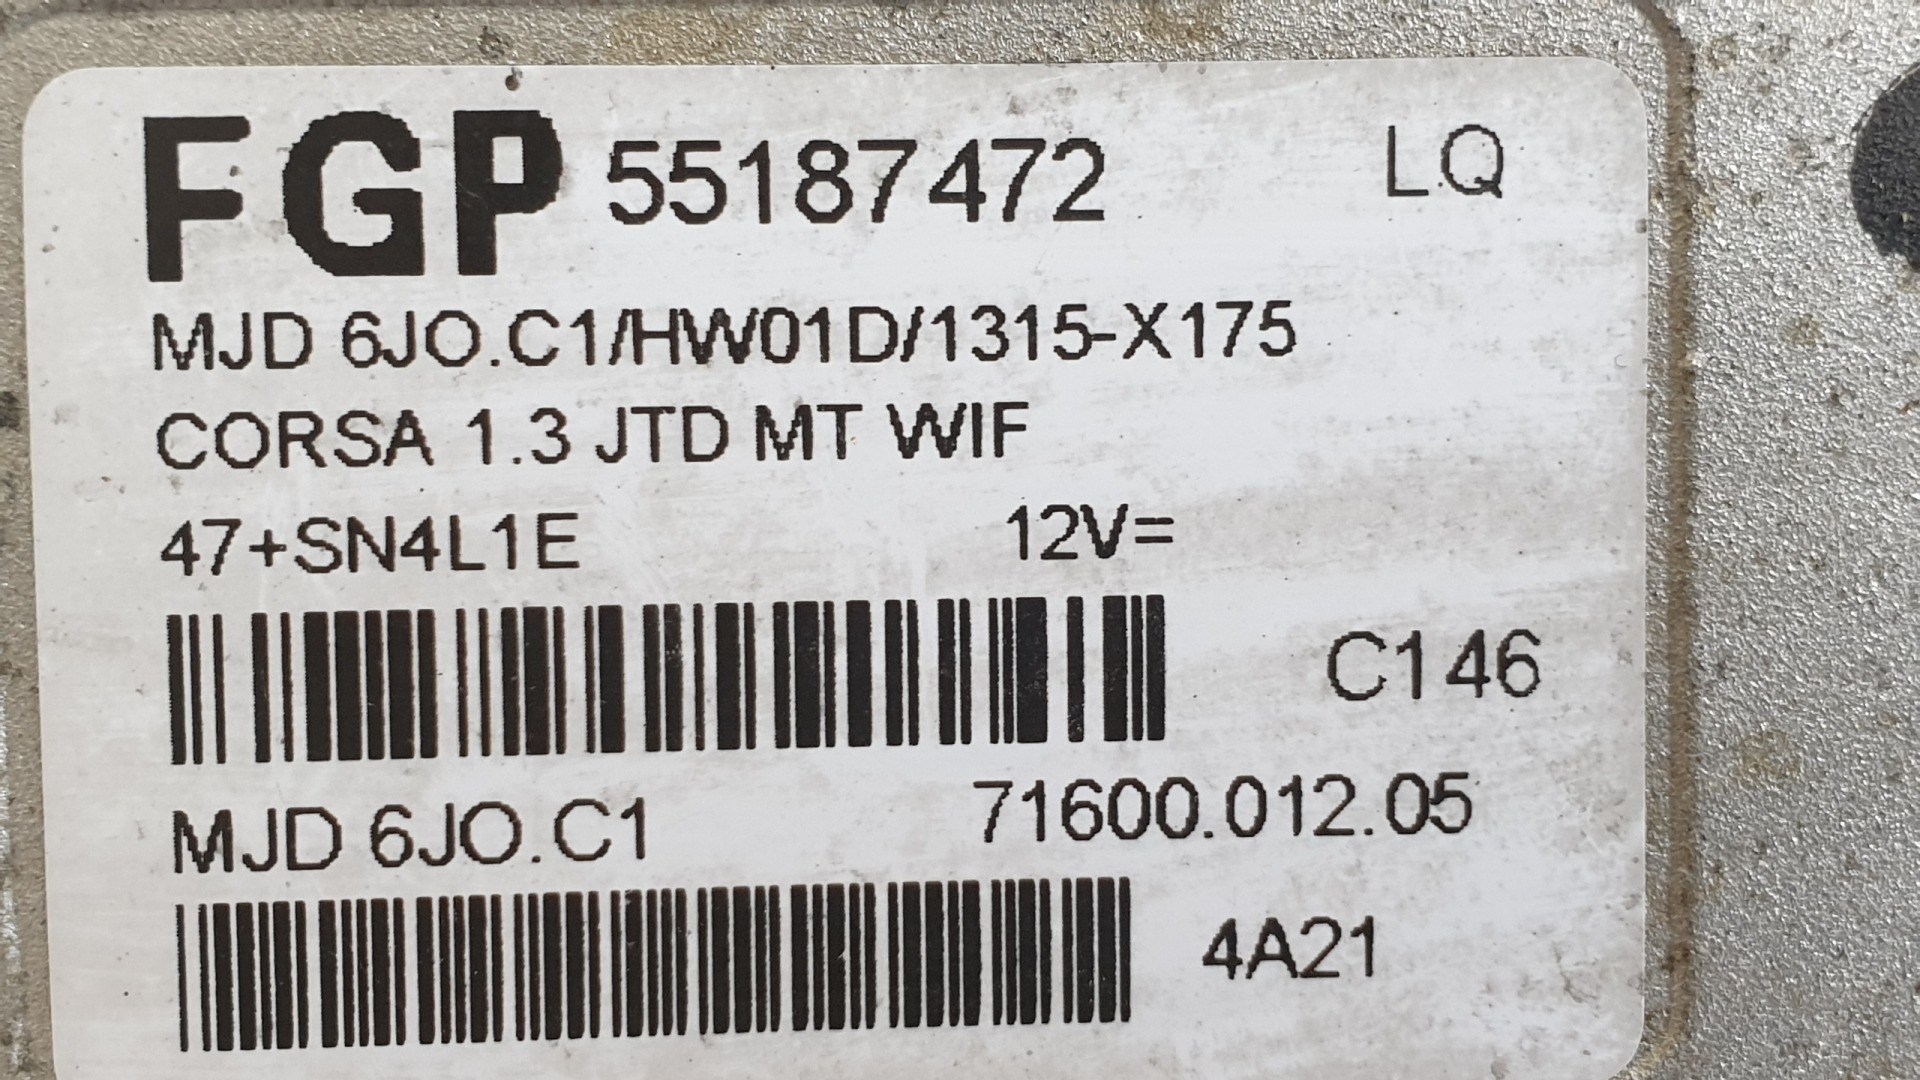 FGP 55187472 LQ
MJD 6JO.C1/HW01D/1315-X175
CORSA 1.3 JTD MT WIF
47+SN4L1E 12V=
C146
MJD 6JO.C1 71600.012.05
4A21